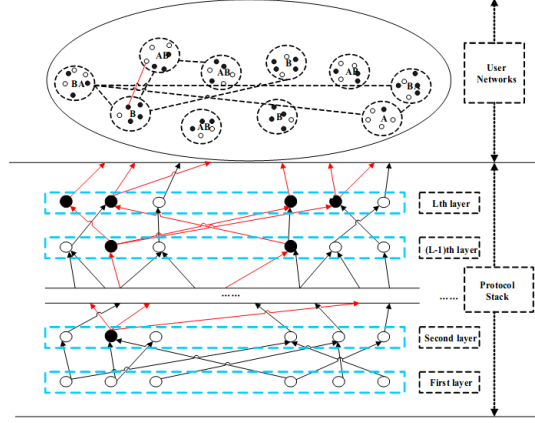 AB
B
AB
AB
BA
B
B
A
AB
B
User
Networks
Lth layer
(L-1)th layer
......
......
Protocol
Stack
Second layer
First layer